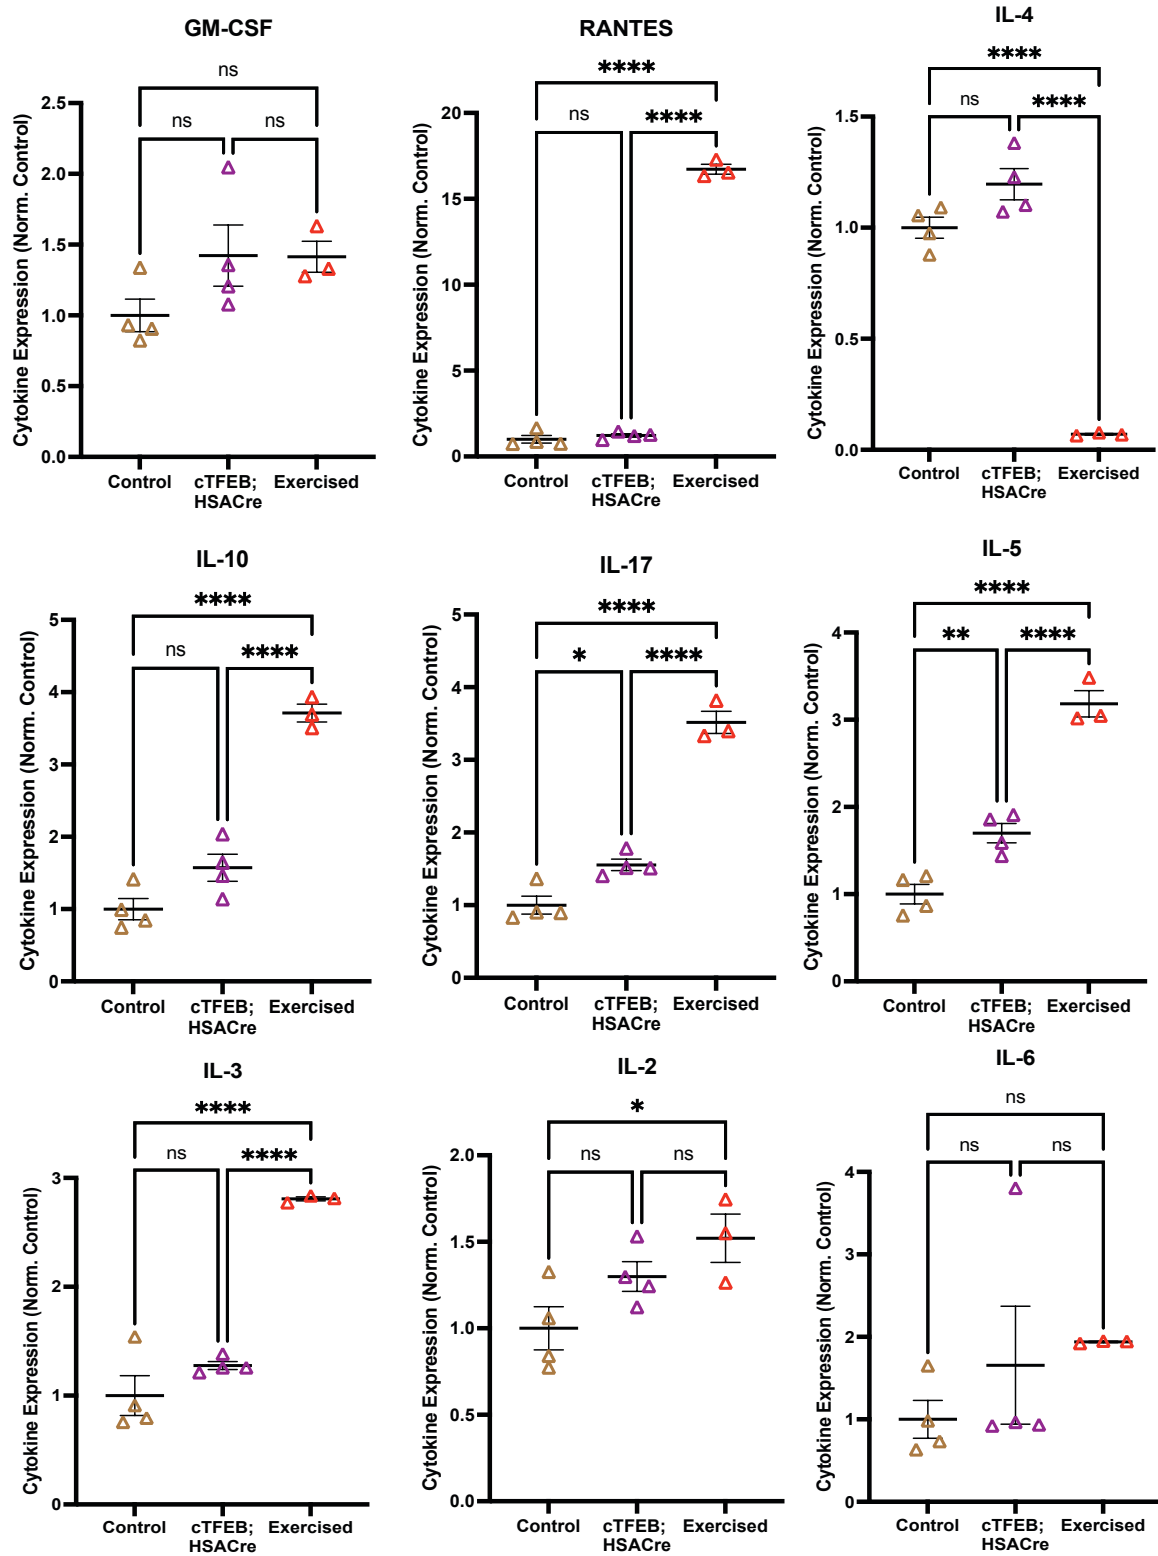 GM-CSF
ns
ns
ns
Cytokine Expression (Norm. Control)
2.5
2.0
1.5
1.0
0.5
0.0
Control
cTFEB;
HSACre
Exercised
RANTES
****
ns
****
Cytokine Expression (Norm. Control)
20
15
10
5
0
Control
cTFEB;
HSACre
Exercised
IL-4
****
ns
****
Cytokine Expression (Norm. Control)
1.5
1.0
0.5
0.0
Control
cTFEB;
HSACre
Exercised
IL-10
****
ns
****
Cytokine Expression (Norm. Control)
5
4
3
2
1
0
Control
cTFEB;
HSACre
Exercised
IL-17
****
*
****
Cytokine Expression (Norm. Control)
5
4
3
2
1
0
Control
cTFEB;
HSACre
Exercised
IL-5
****
**
****
Cytokine Expression (Norm. Control)
4
3
2
1
0
Control
cTFEB;
HSACre
Exercised
IL-3
****
ns
****
Cytokine Expression (Norm. Control)
3
2
1
0
Control
cTFEB;
HSACre
Exercised
IL-2
*
ns
ns
Cytokine Expression (Norm. Control)
2.0
1.5
1.0
0.5
0.0
Control
cTFEB;
HSACre
Exercised
IL-6
ns
ns
ns
Cytokine Expression (Norm. Control)
4
3
2
1
0
Control
cTFEB;
HSACre
Exercised